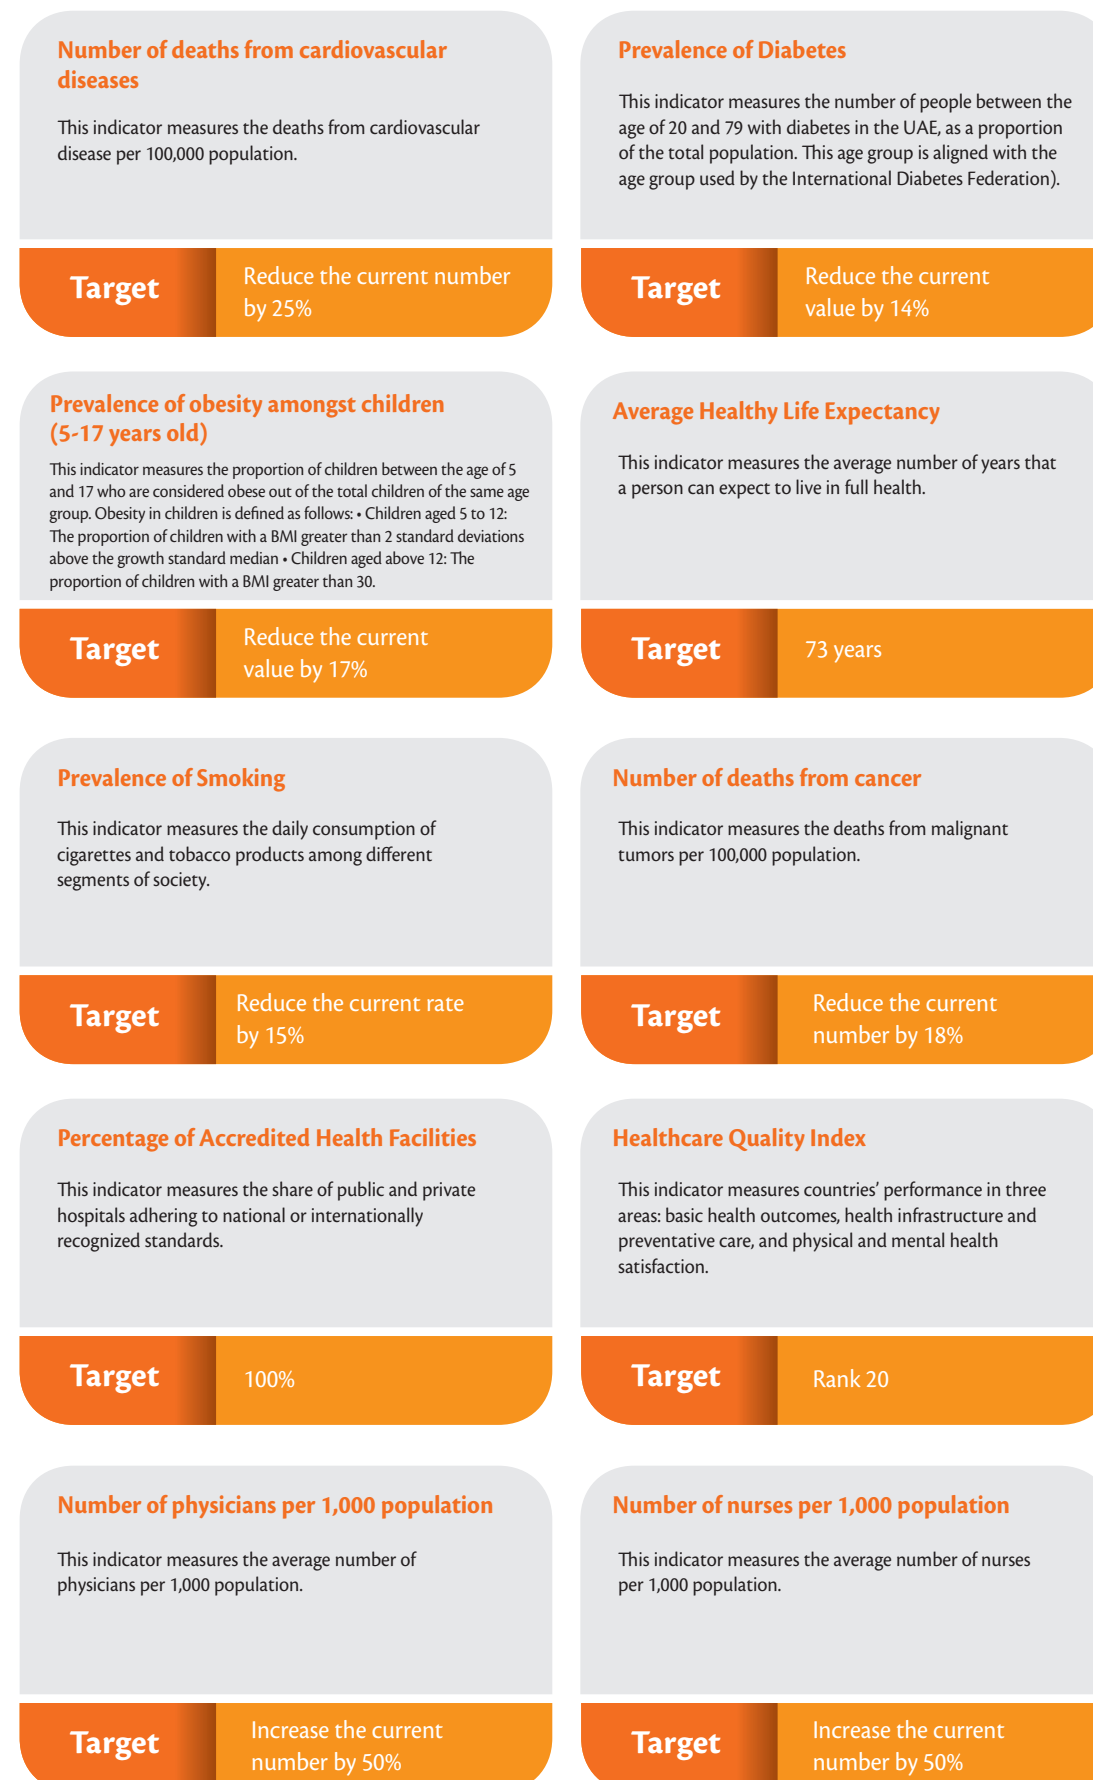 Number of deaths from cardiovascular
diseases
This indicator measures the deaths from cardiovascular
disease per 100,000 population.
Target
Reduce the current number
by 25%
Prevalence of Diabetes
This indicator measures the number of people between the
age of 20 and 79 with diabetes in the UAE, as a proportion
of the total population. This age group is aligned with the
age group used by the International Diabetes Federation).
Target
Reduce the current
value by 14%
Prevalence of obesity amongst children
(5-17 years old)
This indicator measures the proportion of children between the age of 5
and 17 who are considered obese out of the total children of the same age
group. Obesity in children is defined as follows: • Children aged 5 to 12:
The proportion of children with a BMI greater than 2 standard deviations
above the growth standard median • Children aged above 12: The
proportion of children with a BMI greater than 30.
Target
Reduce the current
value by 17%
Average Healthy Life Expectancy
This indicator measures the average number of years that
a person can expect to live in full health.
Target
73 years
Prevalence of Smoking
This indicator measures the daily consumption of
cigarettes and tobacco products among different
segments of society.
Target
Reduce the current rate
by 15%
Number of deaths from cancer
This indicator measures the deaths from malignant
tumors per 100,000 population.
Target
Reduce the current
number by 18%
Percentage of Accredited Health Facilities
This indicator measures the share of public and private
hospitals adhering to national or internationally
recognized standards.
Target
100%
Healthcare Quality Index
This indicator measures countries’ performance in three
areas: basic health outcomes, health infrastructure and
preventative care, and physical and mental health
satisfaction.
Target
Rank 20
Number of physicians per 1,000 population
This indicator measures the average number of
physicians per 1,000 population.
Target
Increase the current
number by 50%
Number of nurses per 1,000 population
This indicator measures the average number of nurses
per 1,000 population.
Target
Increase the current
number by 50%